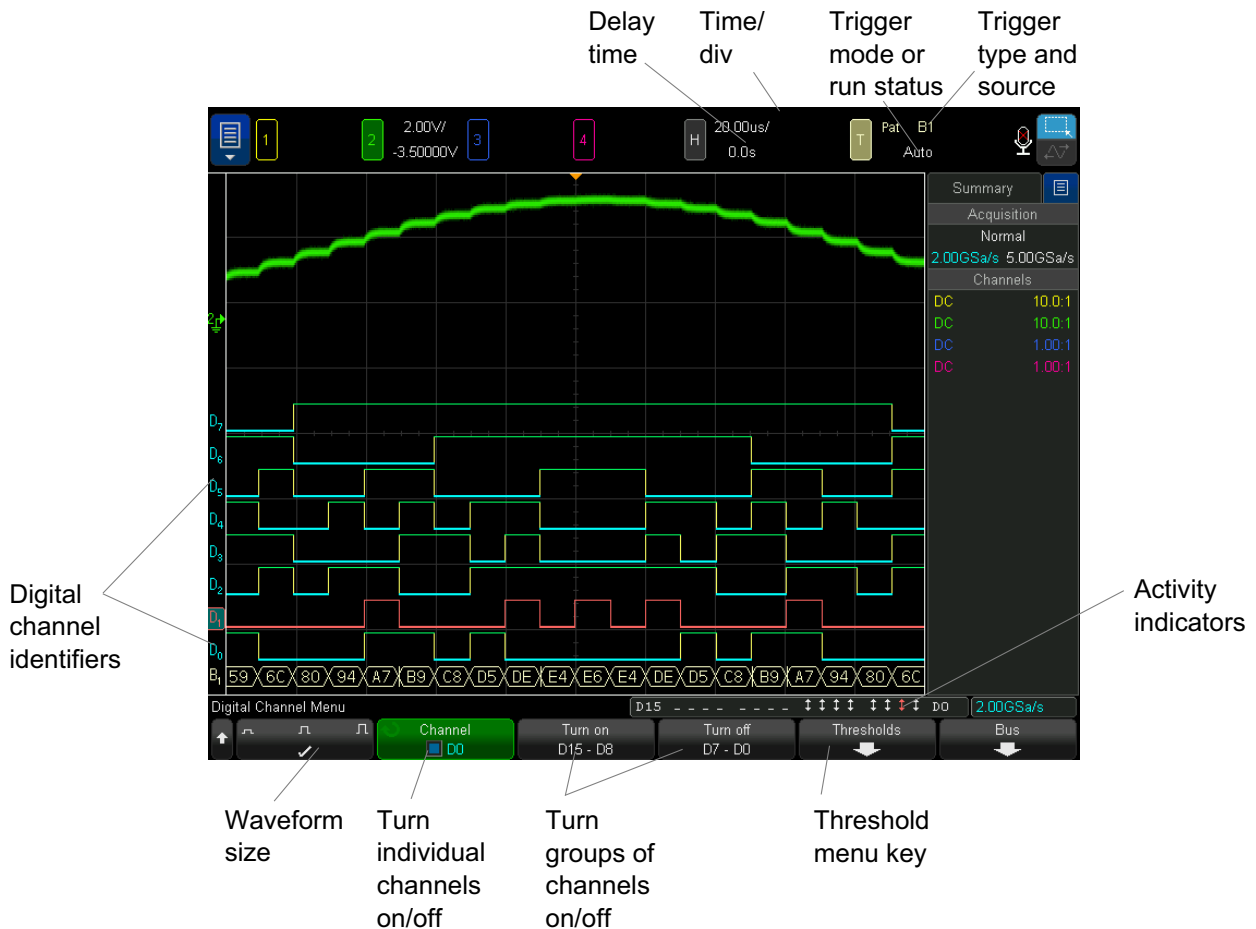 Delay
time
Time/
div
Trigger
mode or
run status
Trigger
type and
source
1
2
2.00V/
-3.50000V
3
4
H
20.00us/
0.0s
T
Pat B1
Auto
Summary
Acquisition
Normal
2.00GSa/s 5.00GSa/s
Channels
DC 10.0:1
DC 10.0:1
DC 1.00:1
DC 1.00:1
2
D7
D6
D5
D4
D3
D2
D1
D0
B1 59 6C 80 94 A7 B9 C8 D5 DE E4 E6 E4 DE D5 C8 B9 A7 94 80 6C
Digital
channel
identifiers
Activity
indicators
Digital Channel Menu
D15 _ _ _ _ _ _ _ _ ↕ ↕ ↕ ↕ ↕ ↕ ↕ ↕ D0
2.00GSa/s
Channel
D0
Turn on
D15 - D8
Turn off
D7 - D0
Thresholds
Bus
Waveform
size
Turn
individual
channels
on/off
Turn
groups of
channels
on/off
Threshold
menu key